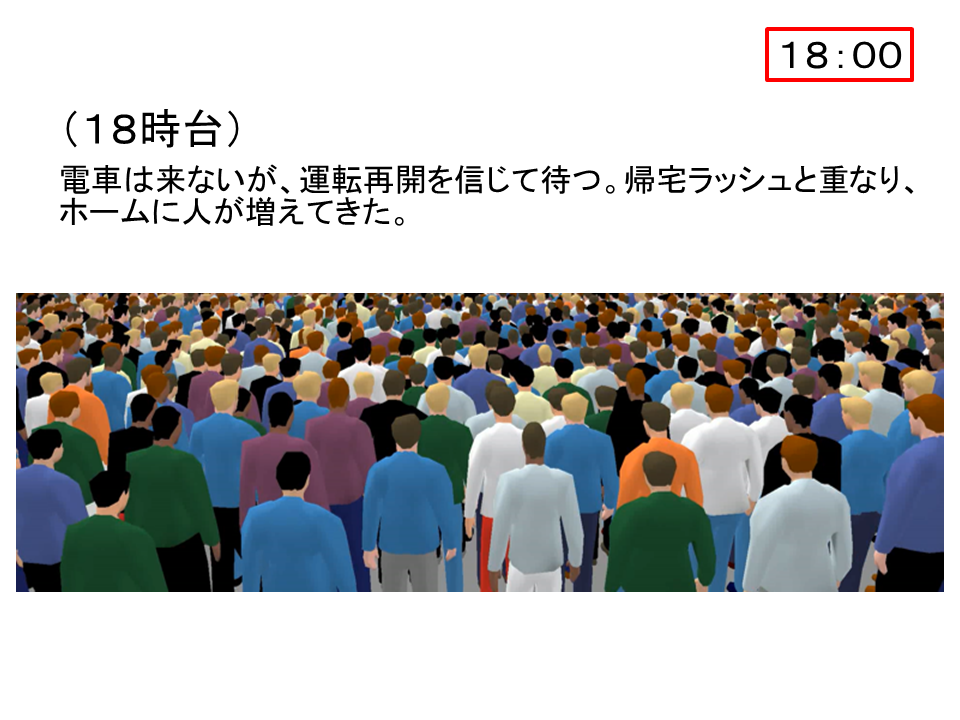 18：00
（18時台）
電車は来ないが、運転再開を信じて待つ。帰宅ラッシュと重なり、
ホームに人が増えてきた。